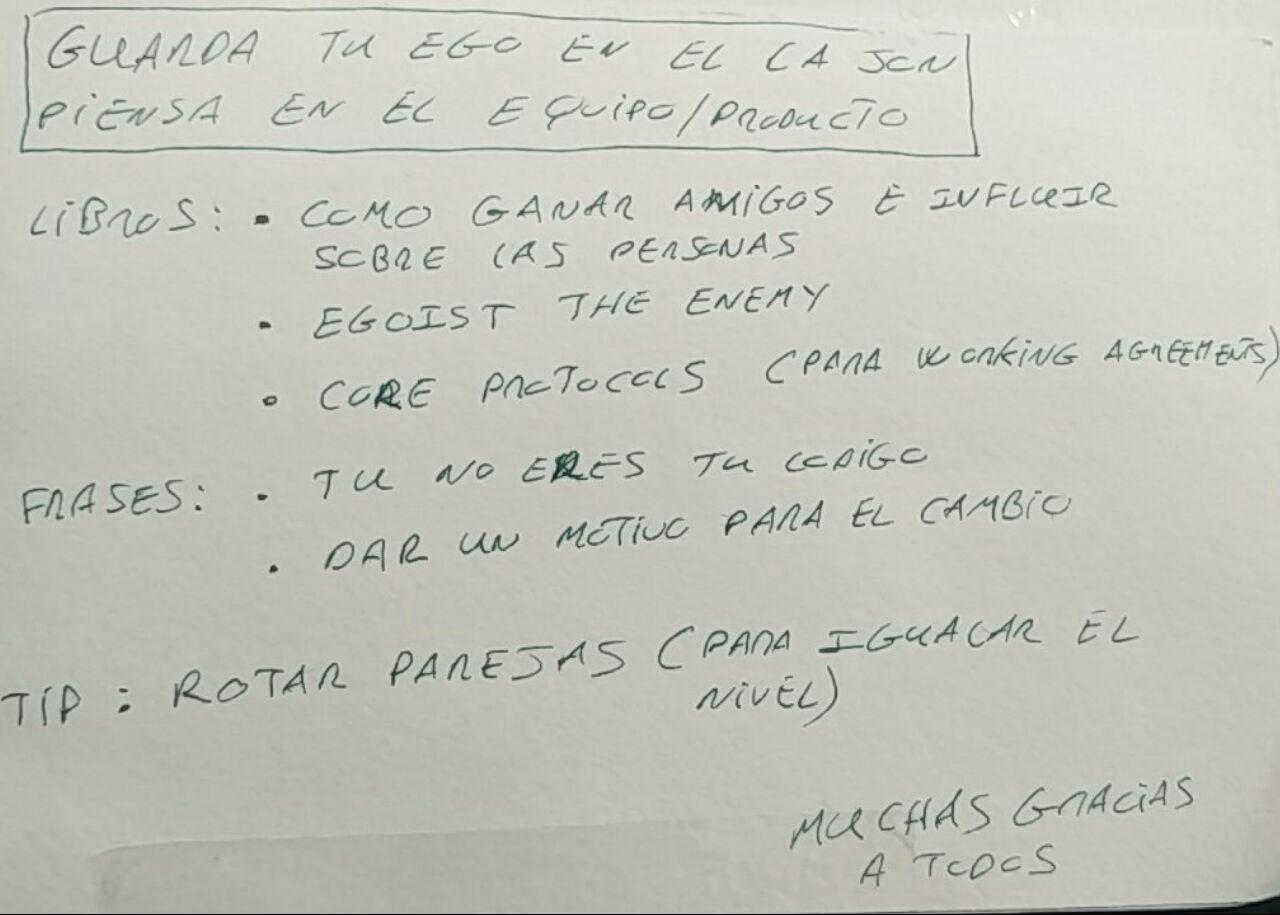 GUARDA TU EGO EN EL CAJON
PIENSA EN EL EQUIPO/PRODUCTO
LIBROS: • COMO GANAR AMIGOS E INFLUIR
SOBRE LAS PERSONAS
• EGOIST THE ENEMY
• CORE PROTOCOLS (PARA WORKING AGREEMENTS)
FRASES: • TU NO ERES TU CODIGO
• DAR UN MOTIVO PARA EL CAMBIO
TIP: ROTAR PAREJAS (PARA IGUALAR EL
NIVEL)
MUCHAS GRACIAS
A TODOS